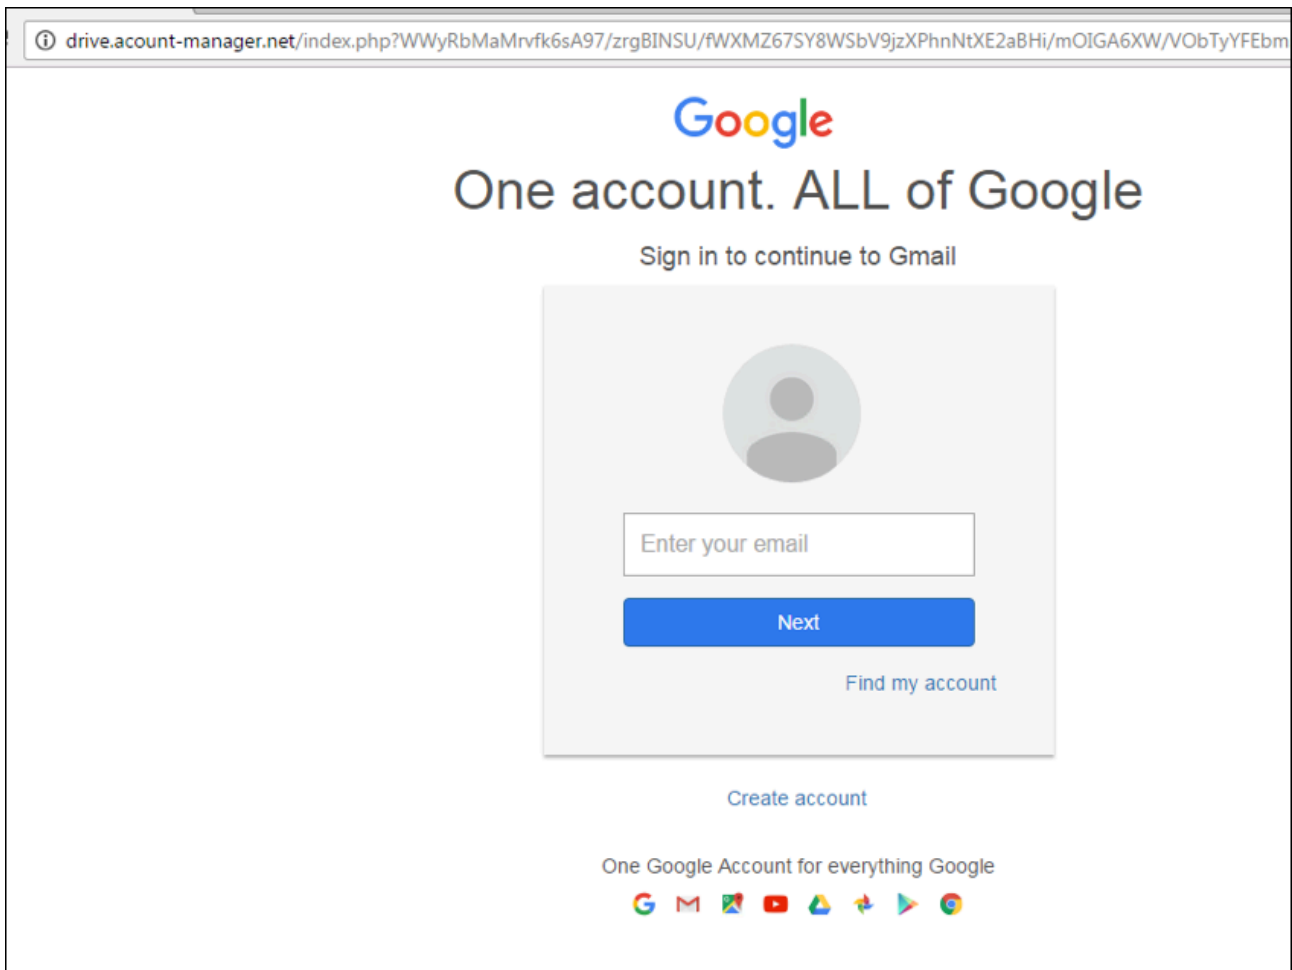 drive.acount-manager.net/index.php?WWyRbMaMrvfk6sA97/zrgBINSU/fWXMZ67SY8WSbV9jzXPhnNtXE2aBHi/mOIGA6XW/VObTyYFEbm
Google
One account. ALL of Google
Sign in to continue to Gmail
Enter your email
Next
Find my account
Create account
One Google Account for everything Google